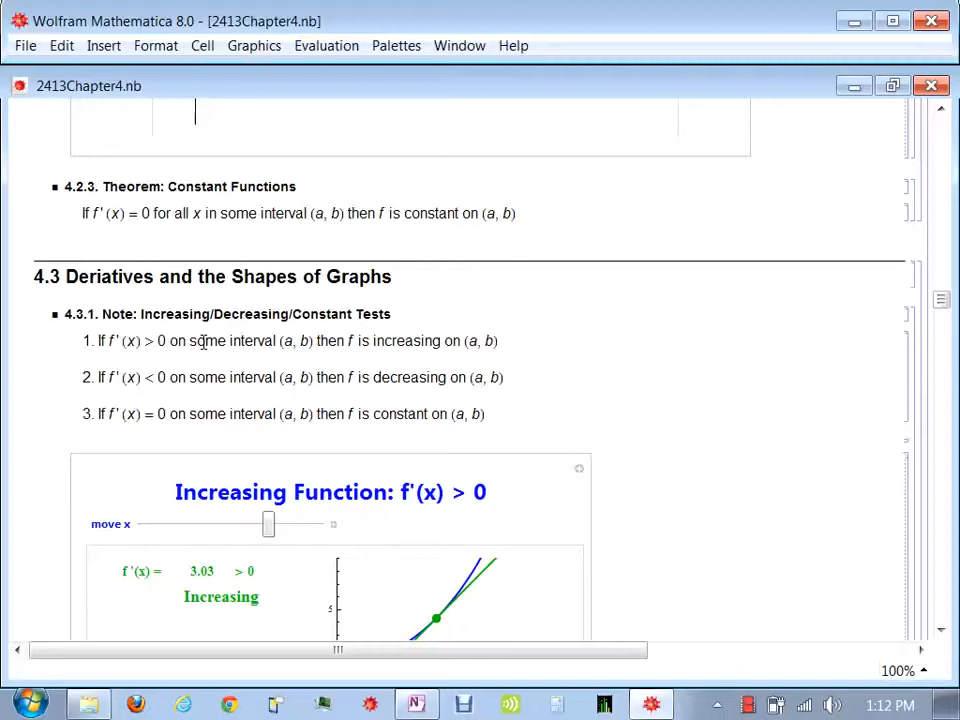 Wolfram Mathematica 8.0 - [2413Chapter4.nb]
File Edit Insert Format Cell Graphics Evaluation Palettes Window Help
2413Chapter4.nb
4.2.3. Theorem: Constant Functions
If f ' (x) = 0 for all x in some interval (a, b) then f is constant on (a, b)
4.3 Deriatives and the Shapes of Graphs
4.3.1. Note: Increasing/Decreasing/Constant Tests
1. If f ' (x) > 0 on some interval (a, b) then f is increasing on (a, b)
2. If f ' (x) < 0 on some interval (a, b) then f is decreasing on (a, b)
3. If f ' (x) = 0 on some interval (a, b) then f is constant on (a, b)
Increasing Function: f'(x) > 0
move x
f '(x) = 3.03 > 0
Increasing
5
100%
1:12 PM